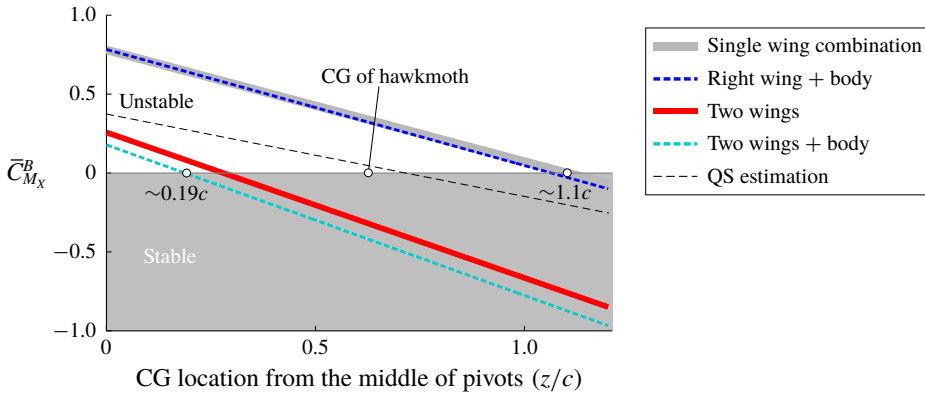 1.0
0.5
0
−0.5
−1.0
C̄^B_{M_X}
Unstable
CG of hawkmoth
~0.19c
~1.1c
Stable
0
0.5
1.0
CG location from the middle of pivots (z/c)
Single wing combination
Right wing + body
Two wings
Two wings + body
QS estimation